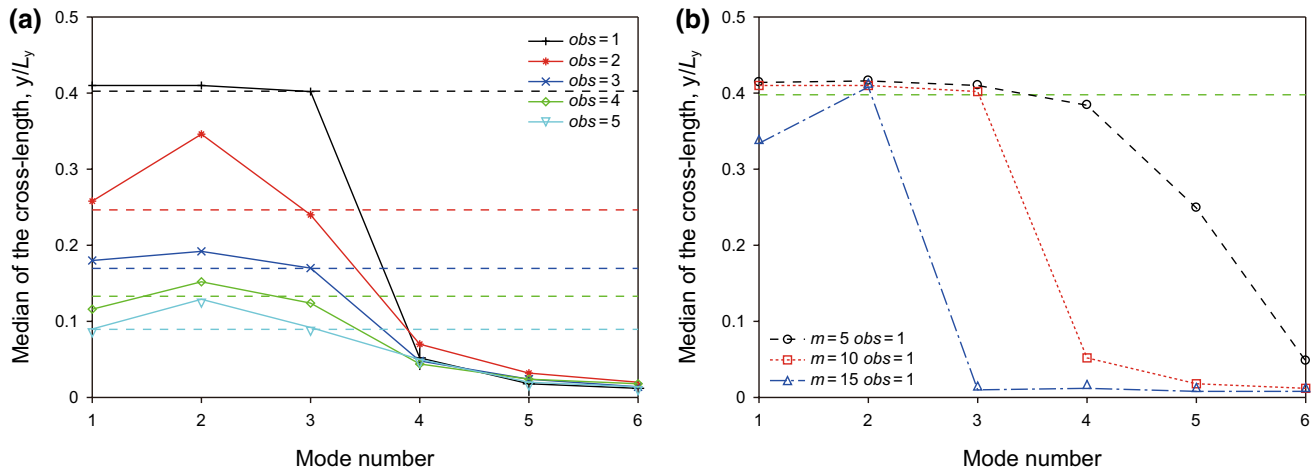 (a)
Median of the cross-length, y/Ly
0.5
0.4
0.3
0.2
0.1
0
1 2 3 4 5 6
Mode number
obs = 1
obs = 2
obs = 3
obs = 4
obs = 5
(b)
Median of the cross-length, y/Ly
0.5
0.4
0.3
0.2
0.1
0
1 2 3 4 5 6
Mode number
m = 5 obs = 1
m = 10 obs = 1
m = 15 obs = 1